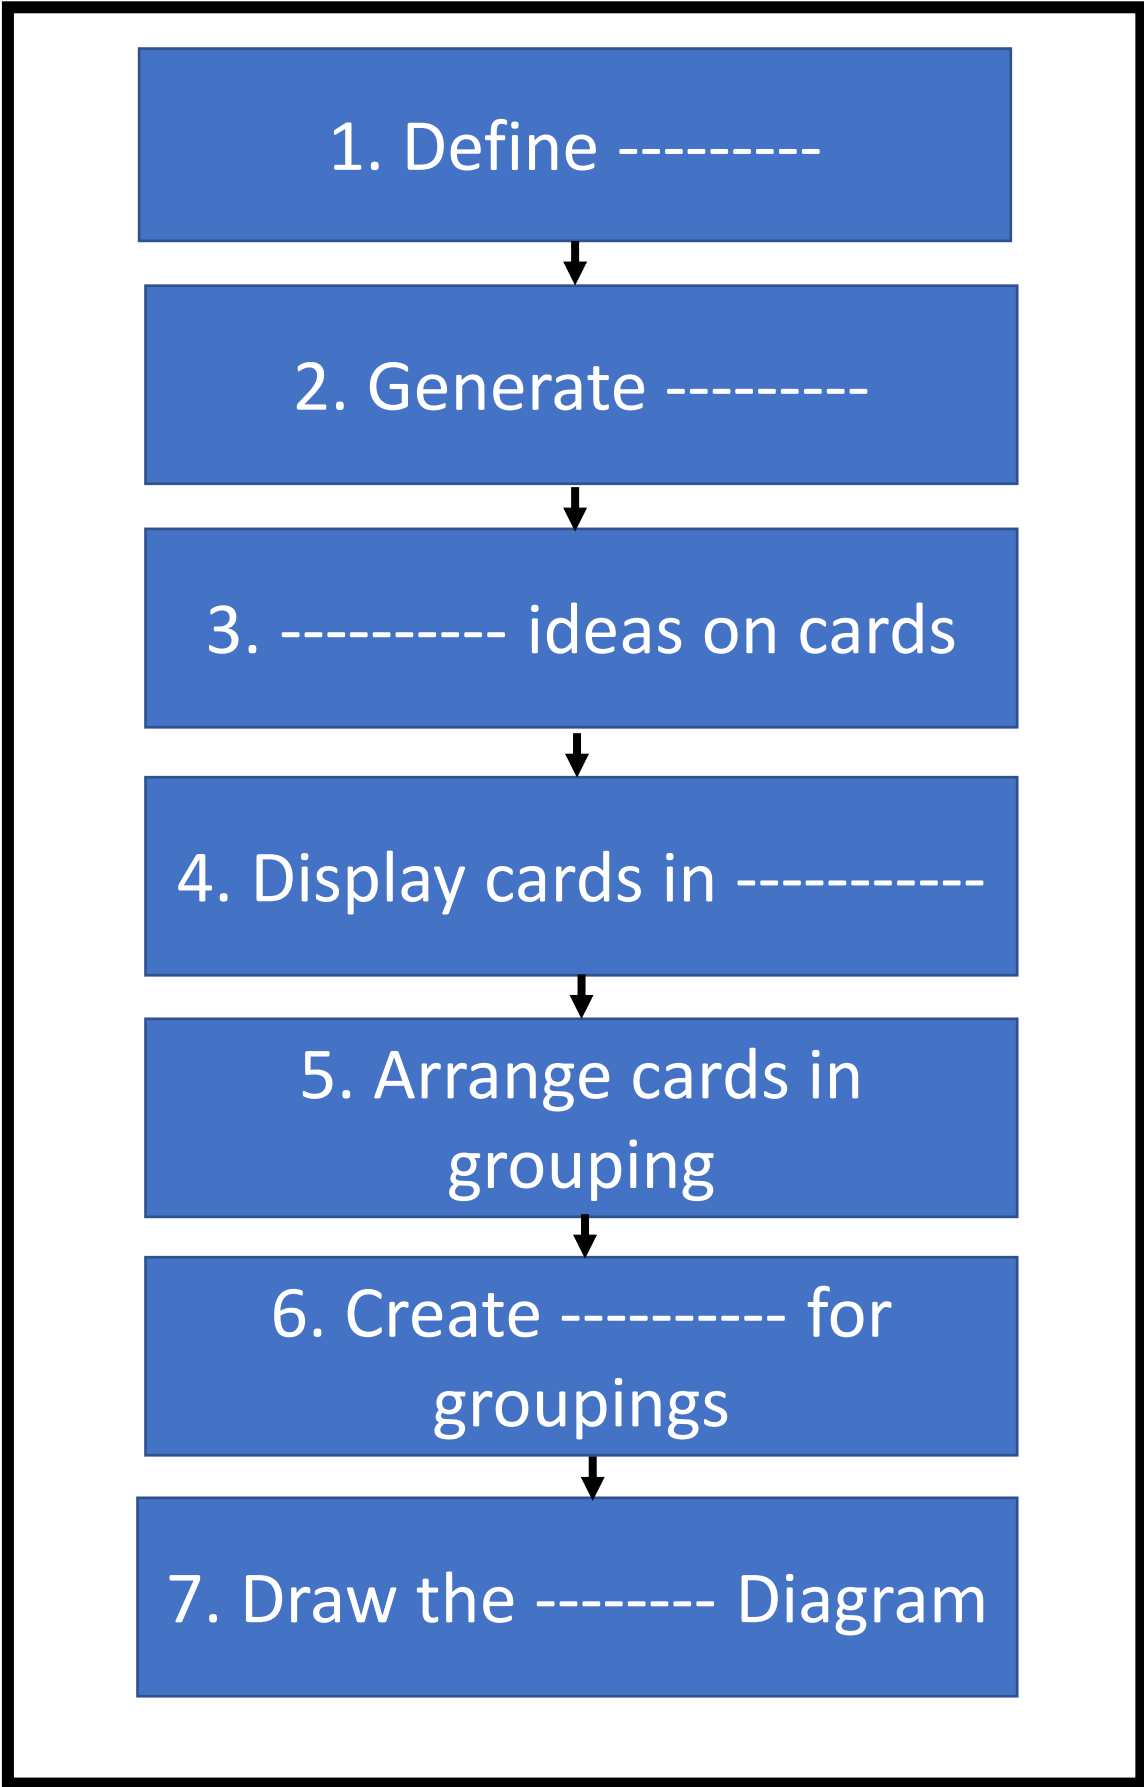 1. Define ---------
2. Generate ---------
3. ---------- ideas on cards
4. Display cards in -----------
5. Arrange cards in
grouping
6. Create ---------- for
groupings
7. Draw the -------- Diagram